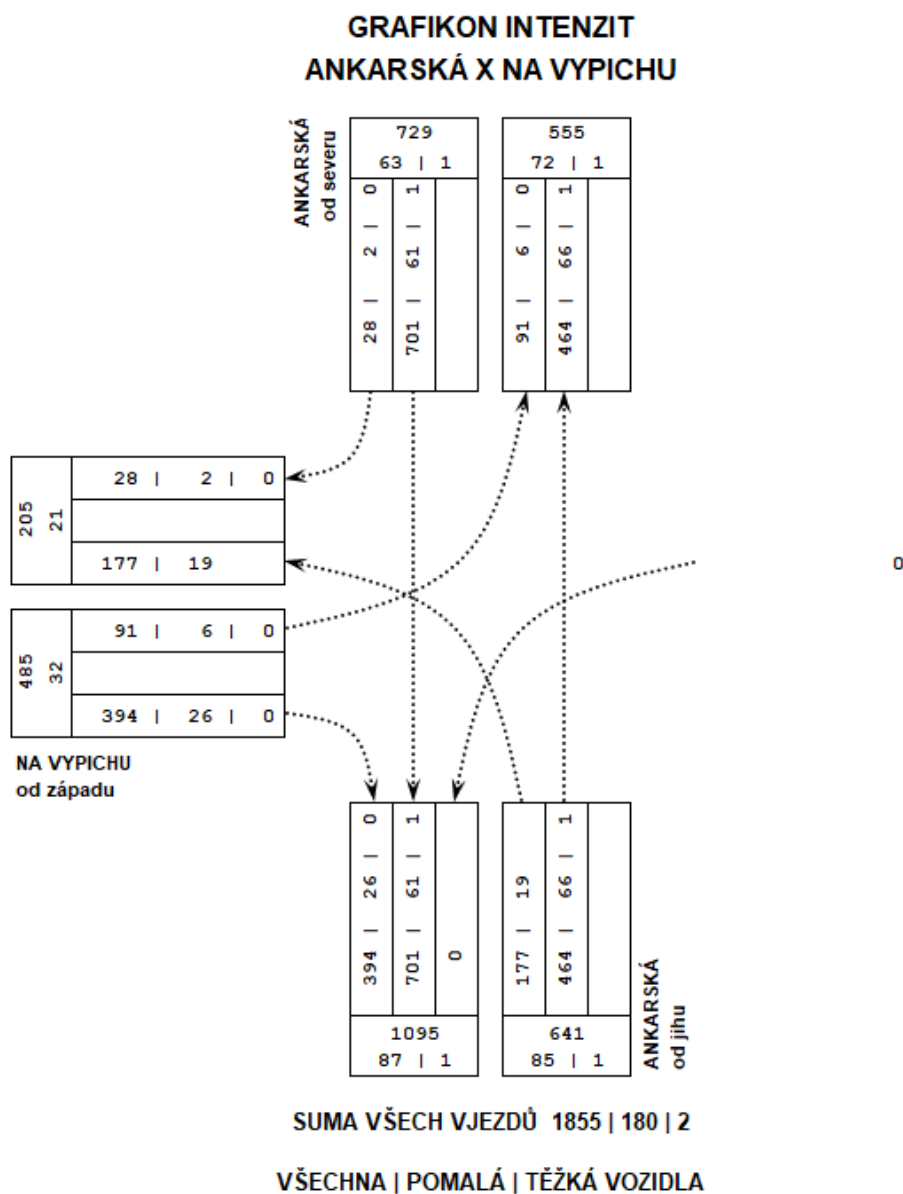 GRAFIKON INTENZIT
ANKARSKÁ X NA VYPICHU
ANKARSKÁ
od severu
729
63 | 1
28 | 2 | 0
701 | 61 | 1
555
72 | 1
91 | 6 | 0
464 | 66 | 1
205
21
28 | 2 | 0
177 | 19
0
485
32
91 | 6 | 0
394 | 26 | 0
NA VYPICHU
od západu
394 | 26 | 0
701 | 61 | 1
0
1095
87 | 1
177 | 19
464 | 66 | 1
641
85 | 1
ANKARSKÁ
od jihu
SUMA VŠECH VJEZDŮ 1855 | 180 | 2
VŠECHNA | POMALÁ | TĚŽKÁ VOZIDLA